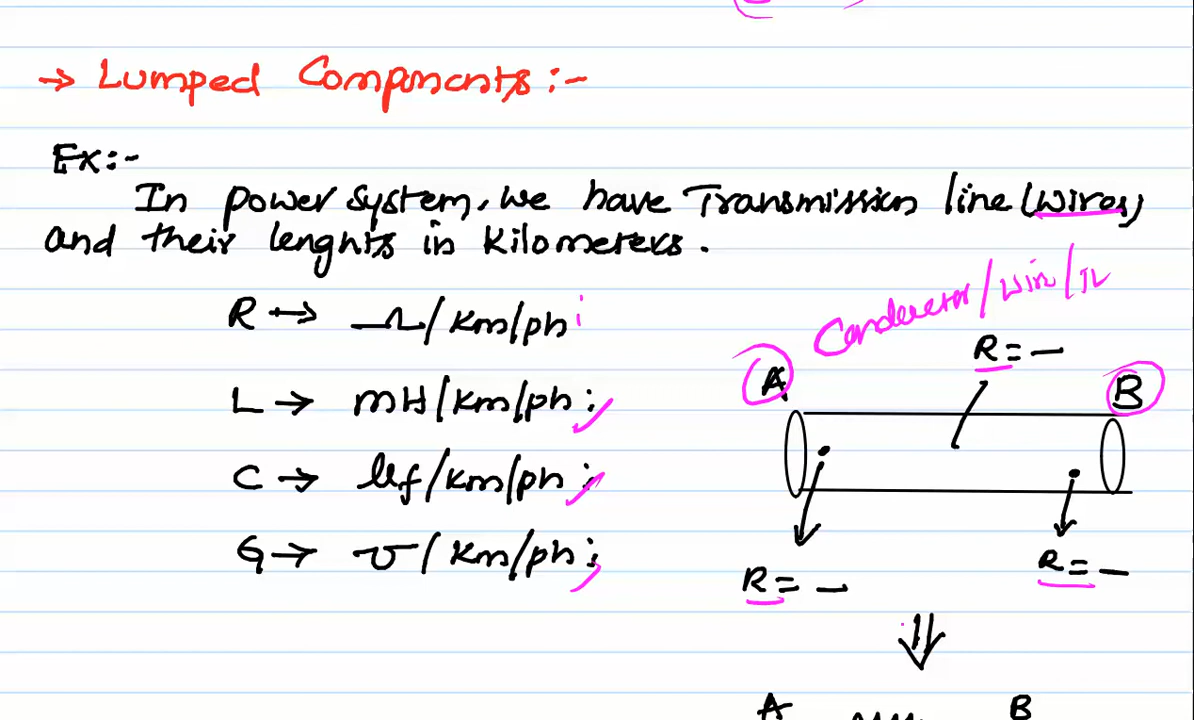 → Lumped Components:-
Ex:-
In power system, we have Transmission line (wires)
and their lenghts in Kilometers.
R → Ω/km/ph;
L → mH/km/ph;
C → μf/km/ph;
G → ℧/km/ph;
Conductor/wire/TL
R = —
A
B
R = —
R = —
⇓
A
B